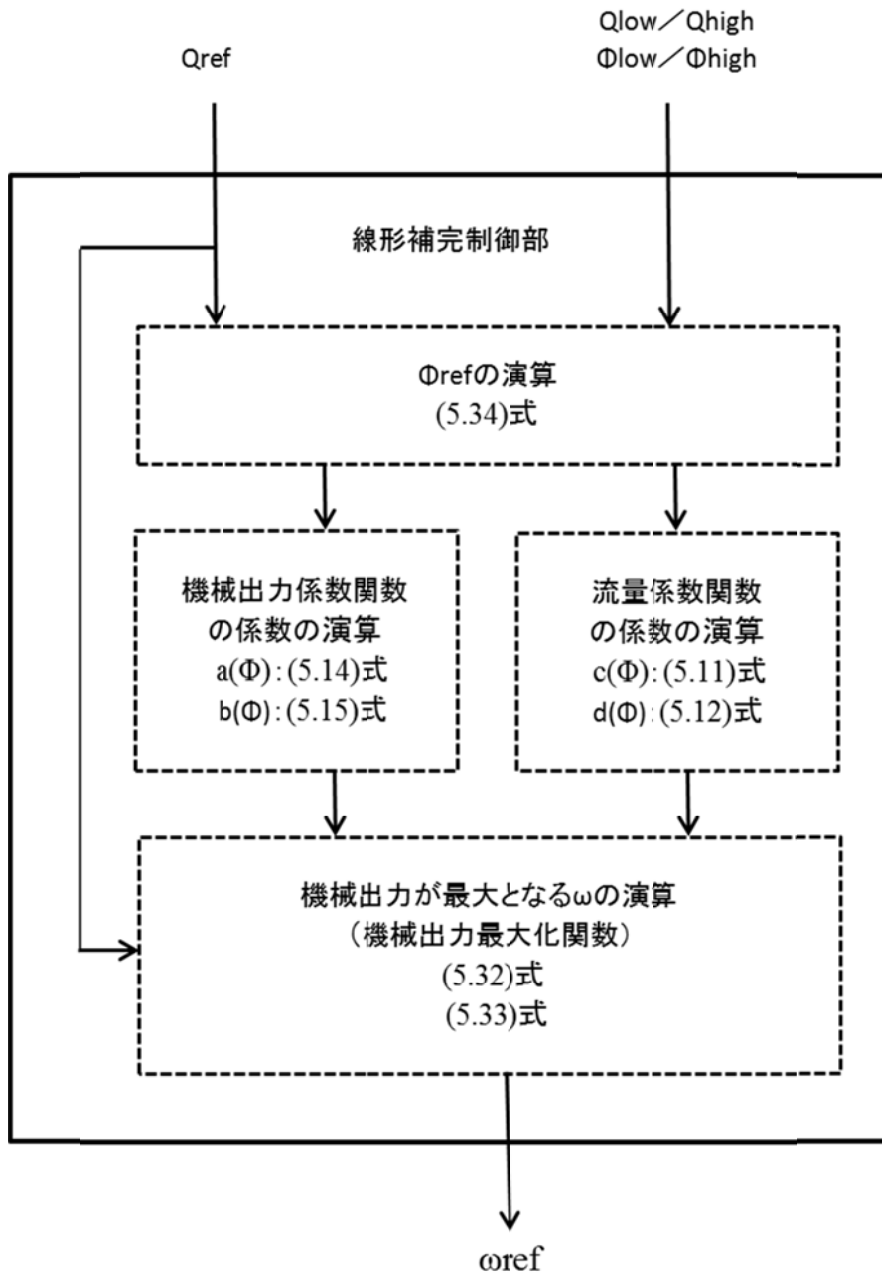 Qref
Qlow／Qhigh
Φlow／Φhigh
線形補完制御部
Φrefの演算
(5.34)式
機械出力係数関数
の係数の演算
a(Φ)：(5.14)式
b(Φ)：(5.15)式
流量係数関数
の係数の演算
c(Φ)：(5.11)式
d(Φ)：(5.12)式
機械出力が最大となるωの演算
（機械出力最大化関数）
(5.32)式
(5.33)式
ωref